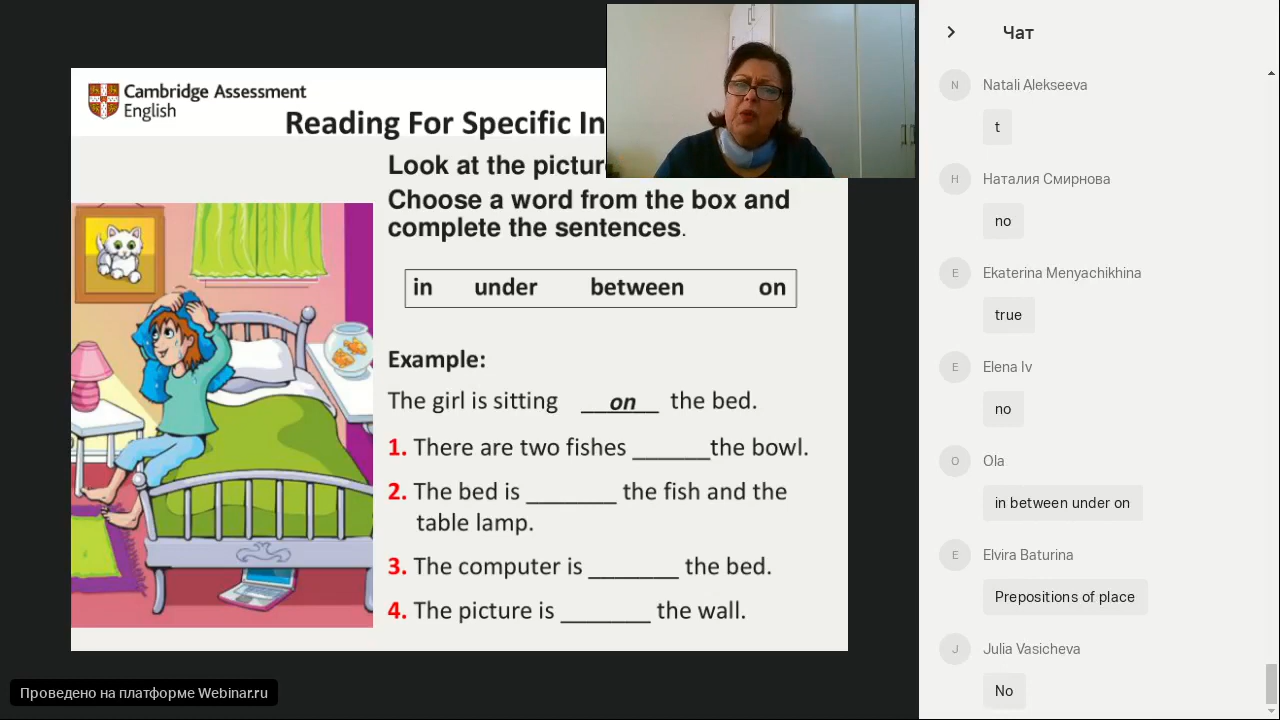 Cambridge Assessment
English
Reading For Specific In
Look at the pictur
Choose a word from the box and
complete the sentences.
in under between on
Example:
The girl is sitting __on__ the bed.
1. There are two fishes ______the bowl.
2. The bed is _______ the fish and the
table lamp.
3. The computer is _______ the bed.
4. The picture is _______ the wall.
Проведено на платформе Webinar.ru
Чат
N
Natali Alekseeva
t
Н
Наталия Смирнова
no
E
Ekaterina Menyachikhina
true
E
Elena Iv
no
O
Ola
in between under on
E
Elvira Baturina
Prepositions of place
J
Julia Vasicheva
No